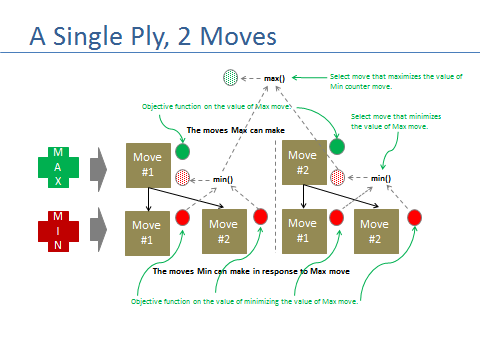 A Single Ply, 2 Moves
max()
Select move that maximizes the value of
Min counter move.
Objective function on the value of Max move.
Select move that minimizes
the value of Max move.
The moves Max can make
M
A
X
Move
#1
min()
Move
#2
min()
M
I
N
Move
#1
Move
#2
Move
#1
Move
#2
The moves Min can make in response to Max move
Objective function on the value of minimizing the value of Max move.